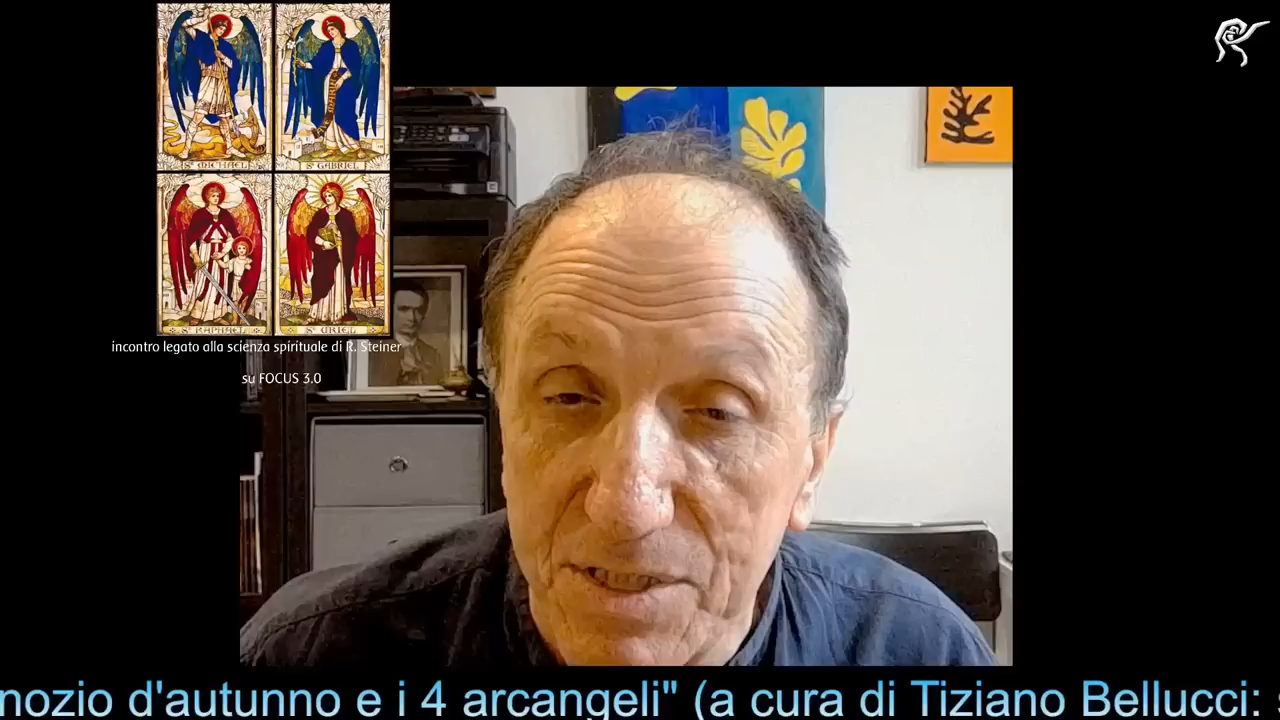 S^T MICHAEL
S^T GABRIEL
S^T RAPHAEL
S^T URIEL
incontro legato alla scienza spirituale di R. Steiner
su FOCUS 3.0
nozio d'autunno e i 4 arcangeli" (a cura di Tiziano Bellucci: